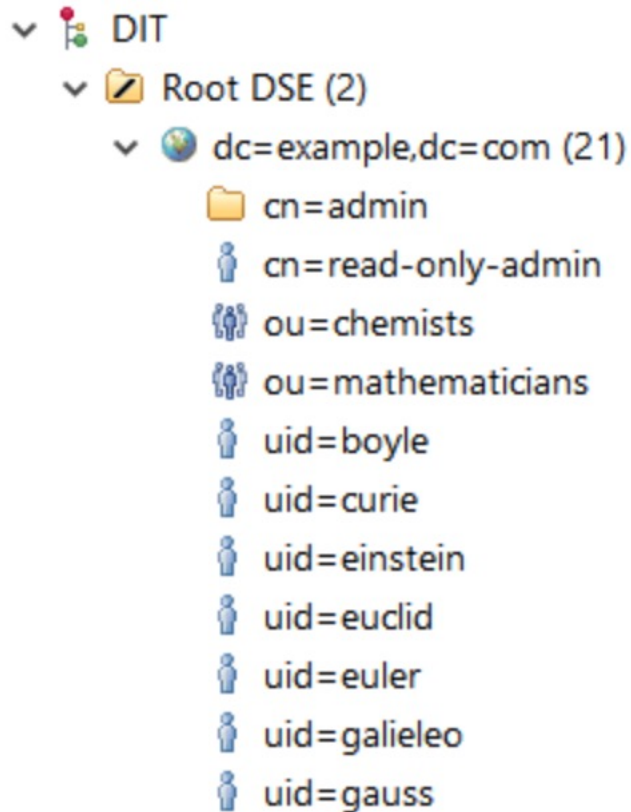 DIT
Root DSE (2)
dc=example,dc=com (21)
cn=admin
cn=read-only-admin
ou=chemists
ou=mathematicians
uid=boyle
uid=curie
uid=einstein
uid=euclid
uid=euler
uid=galieleo
uid=gauss